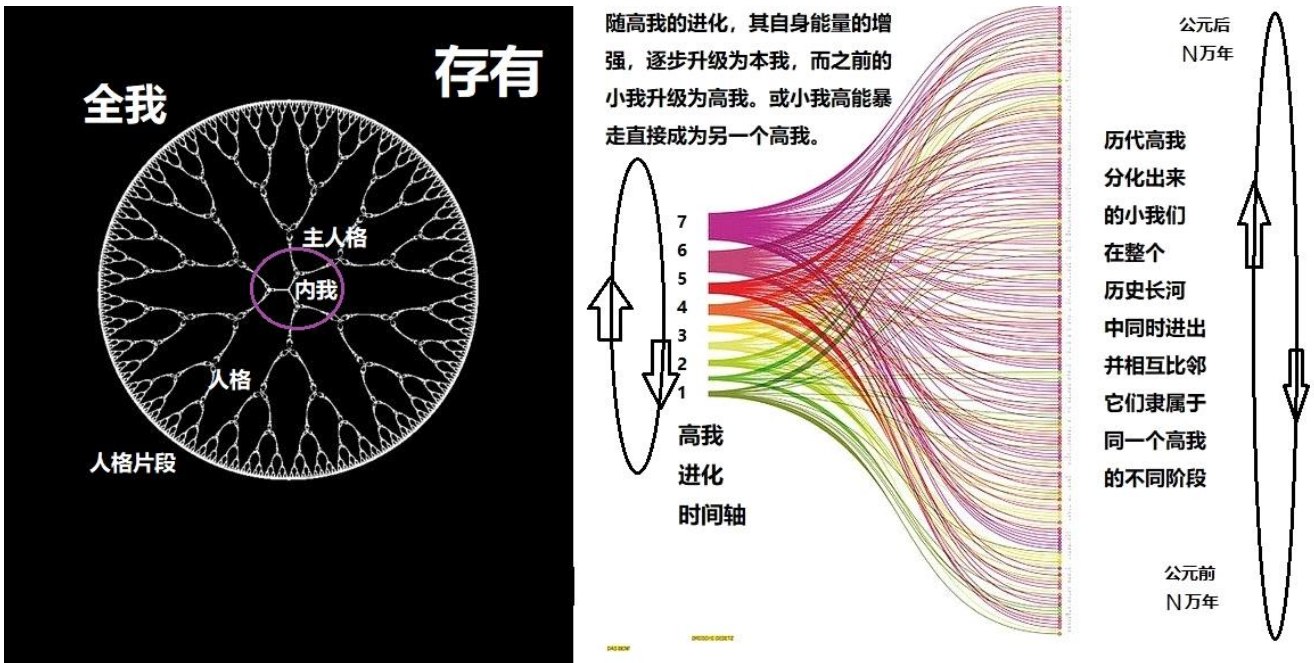 存有
全我
主人格
内我
人格
人格片段
随高我的进化，其自身能量的增
强，逐步升级为本我，而之前的
小我升级为高我。或小我高能暴
走直接成为另一个高我。
7
6
5
4
3
2
1
高我
进化
时间轴
公元后
N万年
历代高我
分化出来
的小我们
在整个
历史长河
中同时进出
并相互比邻
它们隶属于
同一个高我
的不同阶段
公元前
N万年